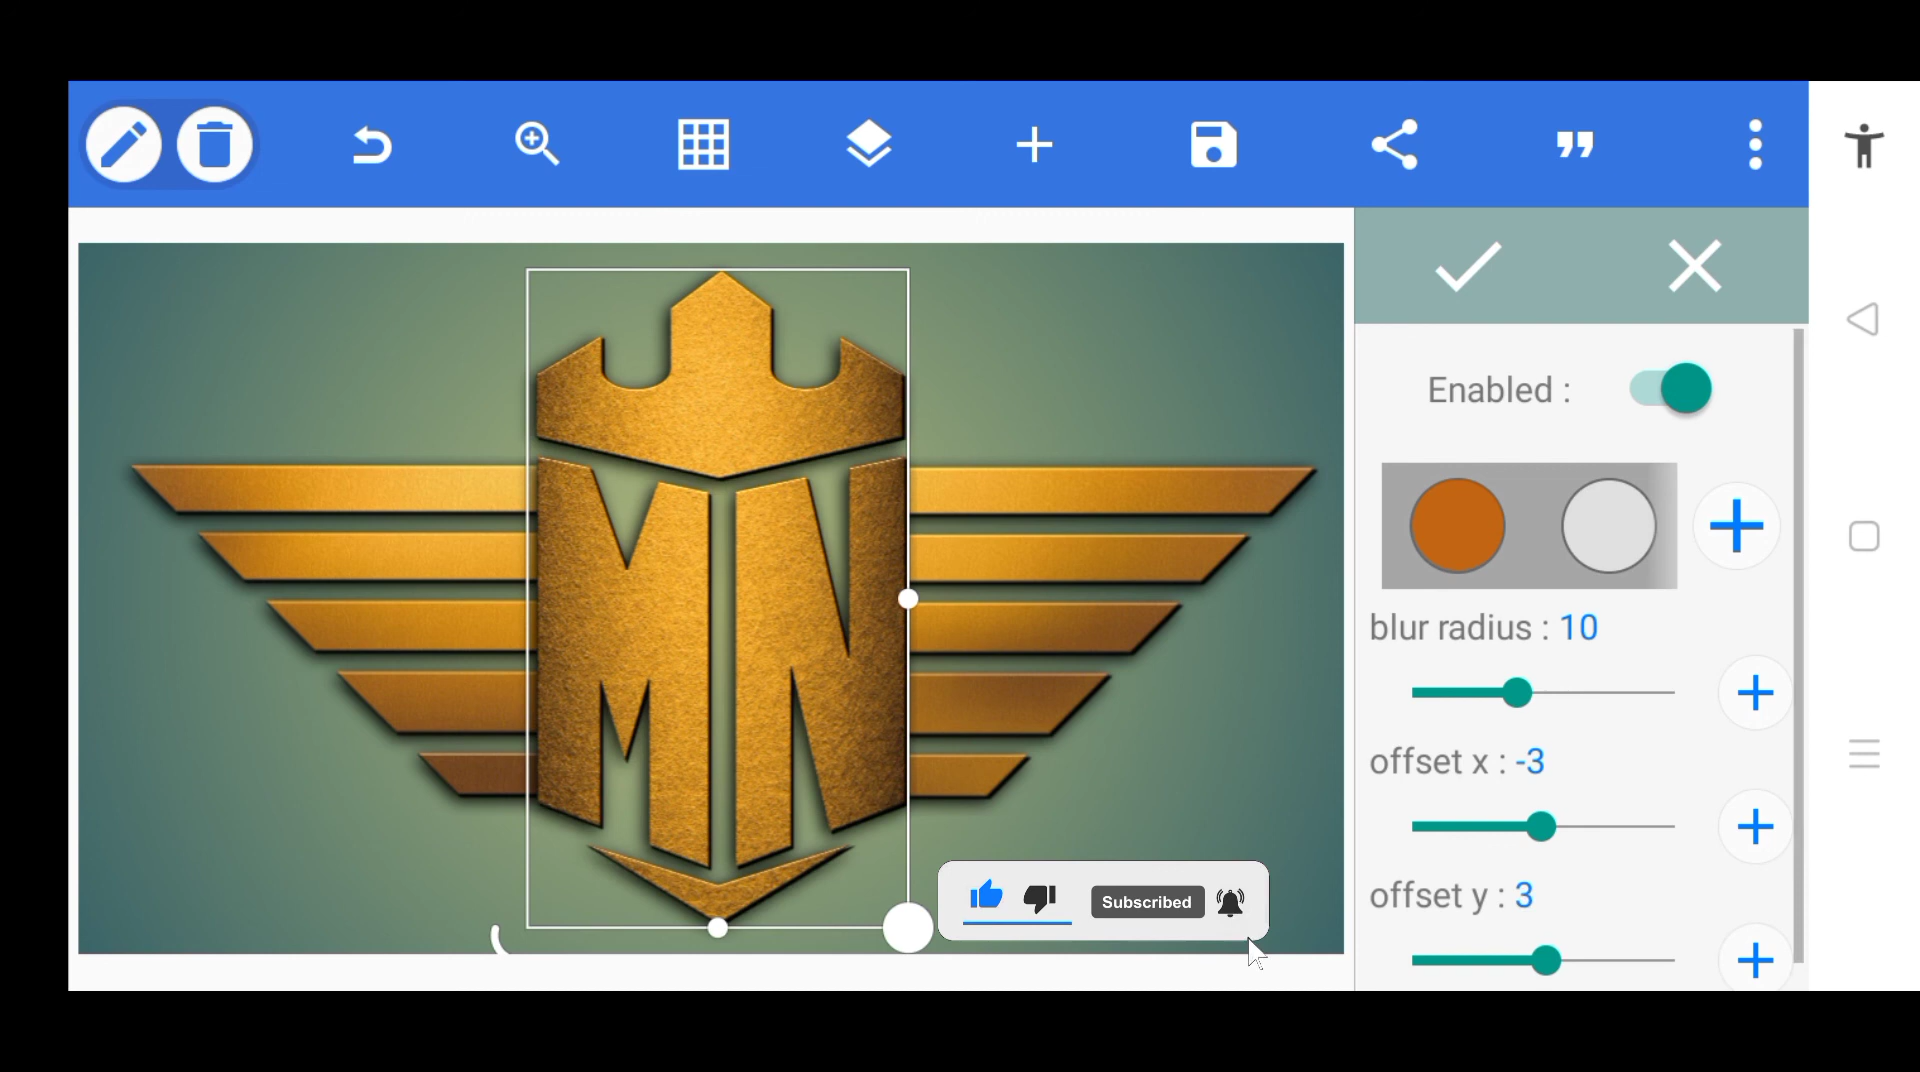 MN
Enabled :
blur radius : 10
offset x : -3
offset y : 3
Subscribed